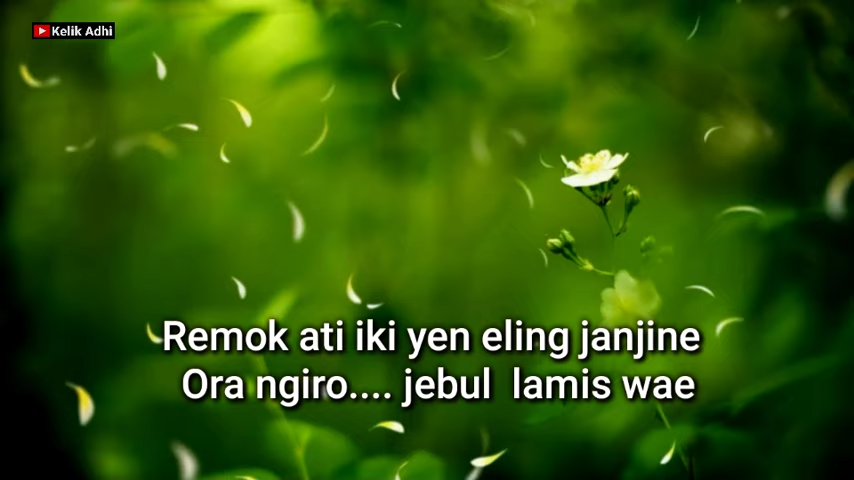 Kelik Adhi
Remok ati iki yen eling janjine
Ora ngiro.... jebul lamis wae